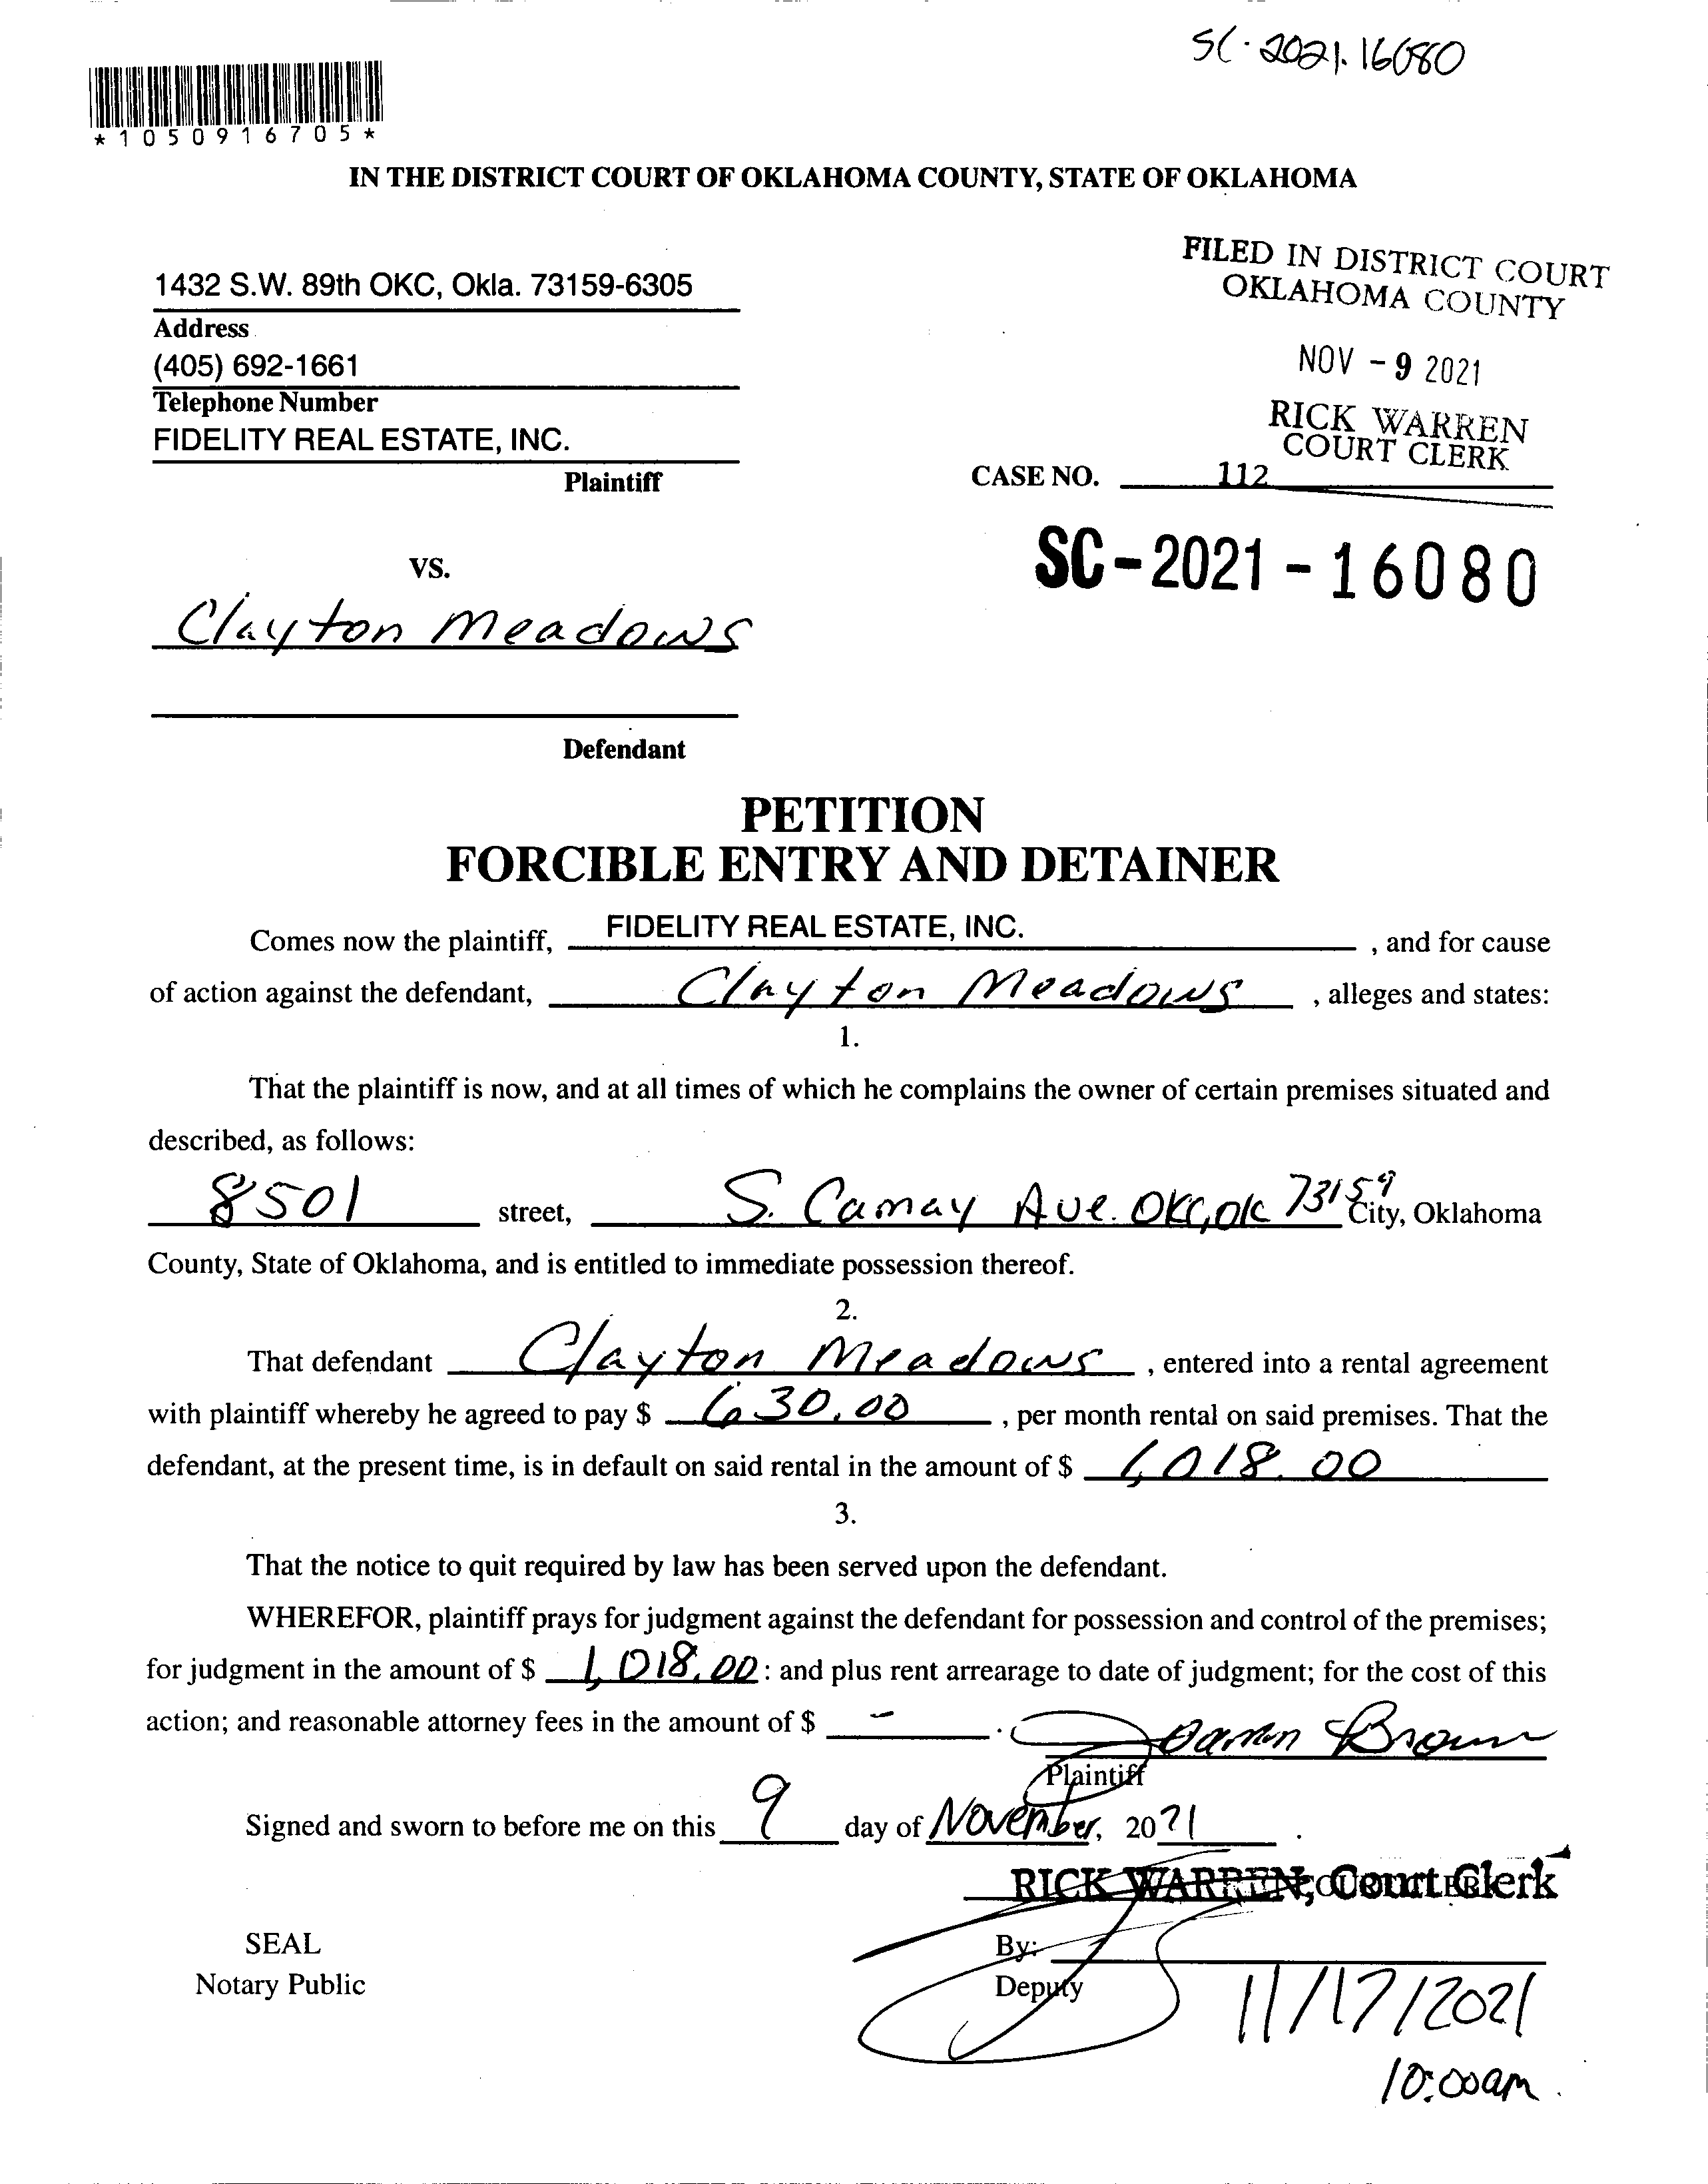 SC-2021-16080
*1050916705*
IN THE DISTRICT COURT OF OKLAHOMA COUNTY, STATE OF OKLAHOMA
FILED IN DISTRICT COURT
OKLAHOMA COUNTY
NOV - 9 2021
RICK WARREN
COURT CLERK
1432 S.W. 89th OKC, Okla. 73159-6305
Address
(405) 692-1661
Telephone Number
FIDELITY REAL ESTATE, INC.
Plaintiff
CASE NO. 112
SC-2021-16080
VS.
Clayton Meadows
Defendant
PETITION
FORCIBLE ENTRY AND DETAINER
Comes now the plaintiff, FIDELITY REAL ESTATE, INC. , and for cause
of action against the defendant, Clayton Meadows , alleges and states:
1.
That the plaintiff is now, and at all times of which he complains the owner of certain premises situated and
described, as follows:
8501 street, S. Camay Ave. OKC, OK 73159 City, Oklahoma
County, State of Oklahoma, and is entitled to immediate possession thereof.
2.
That defendant Clayton Meadows , entered into a rental agreement
with plaintiff whereby he agreed to pay $ 630.00 , per month rental on said premises. That the
defendant, at the present time, is in default on said rental in the amount of $ 1,018.00
3.
That the notice to quit required by law has been served upon the defendant.
WHEREFOR, plaintiff prays for judgment against the defendant for possession and control of the premises;
for judgment in the amount of $ 1,018.00 : and plus rent arrearage to date of judgment; for the cost of this
action; and reasonable attorney fees in the amount of $ - .
Brown
Plaintiff
Signed and sworn to before me on this 9 day of November, 2021 .
RICK WARREN, Court Clerk
SEAL
By:
Notary Public
Deputy
11/17/2021
10:00am